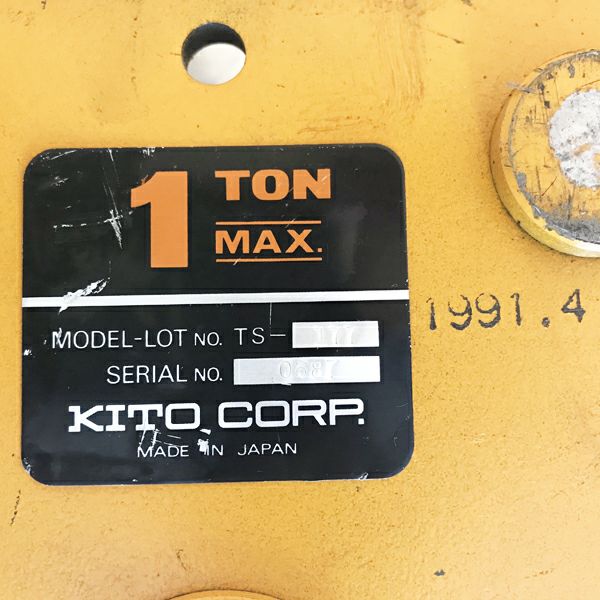 1 TON
MAX.
MODEL-LOT NO. TS-
SERIAL NO.
KITO CORP.
MADE IN JAPAN
1991.4